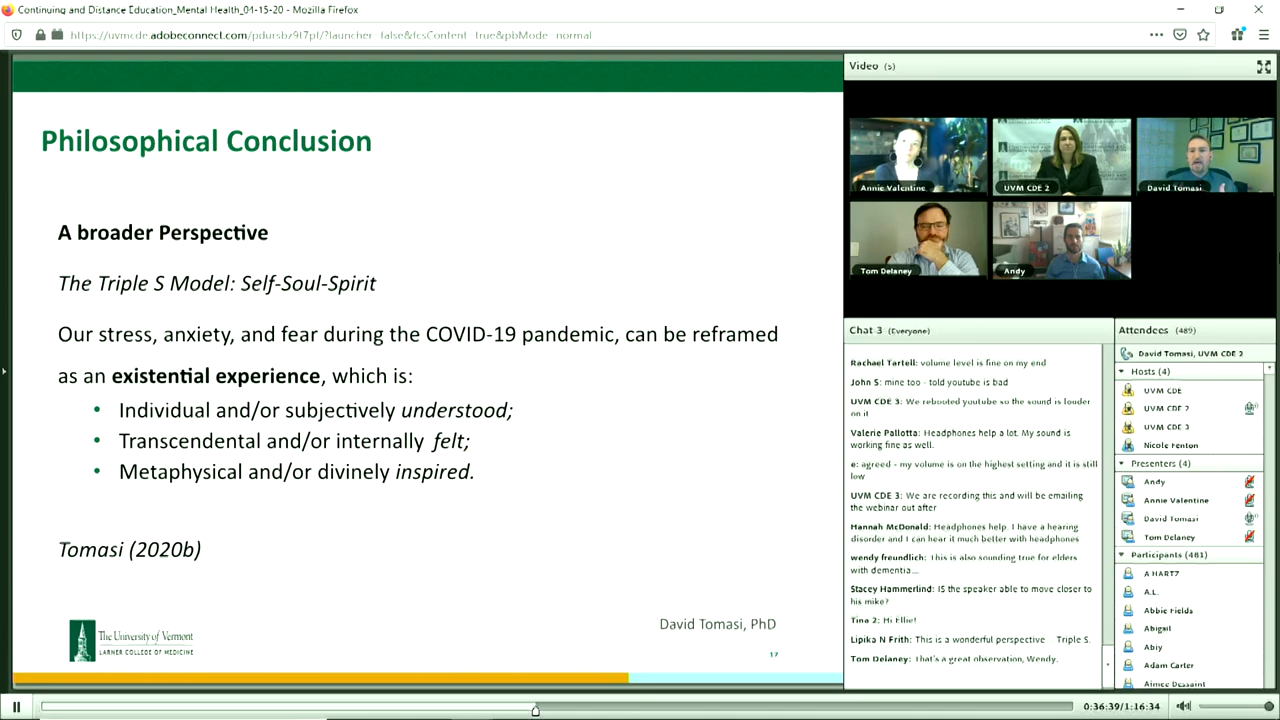 Continuing and Distance Education_Mental Health_04-15-20 - Mozilla Firefox
Philosophical Conclusion
A broader Perspective
The Triple S Model: Self-Soul-Spirit
Our stress, anxiety, and fear during the COVID-19 pandemic, can be reframed
as an existential experience, which is:
• Individual and/or subjectively understood;
• Transcendental and/or internally felt;
• Metaphysical and/or divinely inspired.
Tomasi (2020b)
The University of Vermont
LARNER COLLEGE OF MEDICINE
David Tomasi, PhD
17
Video (5)
Annie Valentine
UVM CDE 2
David Tomasi
Tom Delaney
Andy
Chat 3 (Everyone)
Rachael Tartell: volume level is fine on my end
John S: mine too - told youtube is bad
UVM CDE 3: We rebooted youtube so the sound is louder
on it
Valerie Pallotta: Headphones help a lot. My sound is
working fine as well.
e: agreed - my volume is on the highest setting and it is still
low
UVM CDE 3: We are recording this and will be emailing
the webinar out after
Hannah McDonald: Headphones help. I have a hearing
disorder and I can hear it much better with headphones
wendy freundlich: This is also sounding true for elders
with dementia....
Stacey Hammerlind: IS the speaker able to move closer to
his mike?
Tina 2: Hi Ellie!
Lipika N Frith: This is a wonderful perspective Triple S.
Tom Delaney: That's a great observation, Wendy.
Attendees (489)
David Tomasi, UVM CDE 2
Hosts (4)
UVM CDE
UVM CDE 2
UVM CDE 3
Nicole Fenton
Presenters (4)
Andy
Annie Valentine
David Tomasi
Tom Delaney
Participants (481)
A HARTZ
A.L.
Abbie Fields
Abigail
Abiy
Adam Carter
Aimee Dessaint
0:36:39/1:16:34